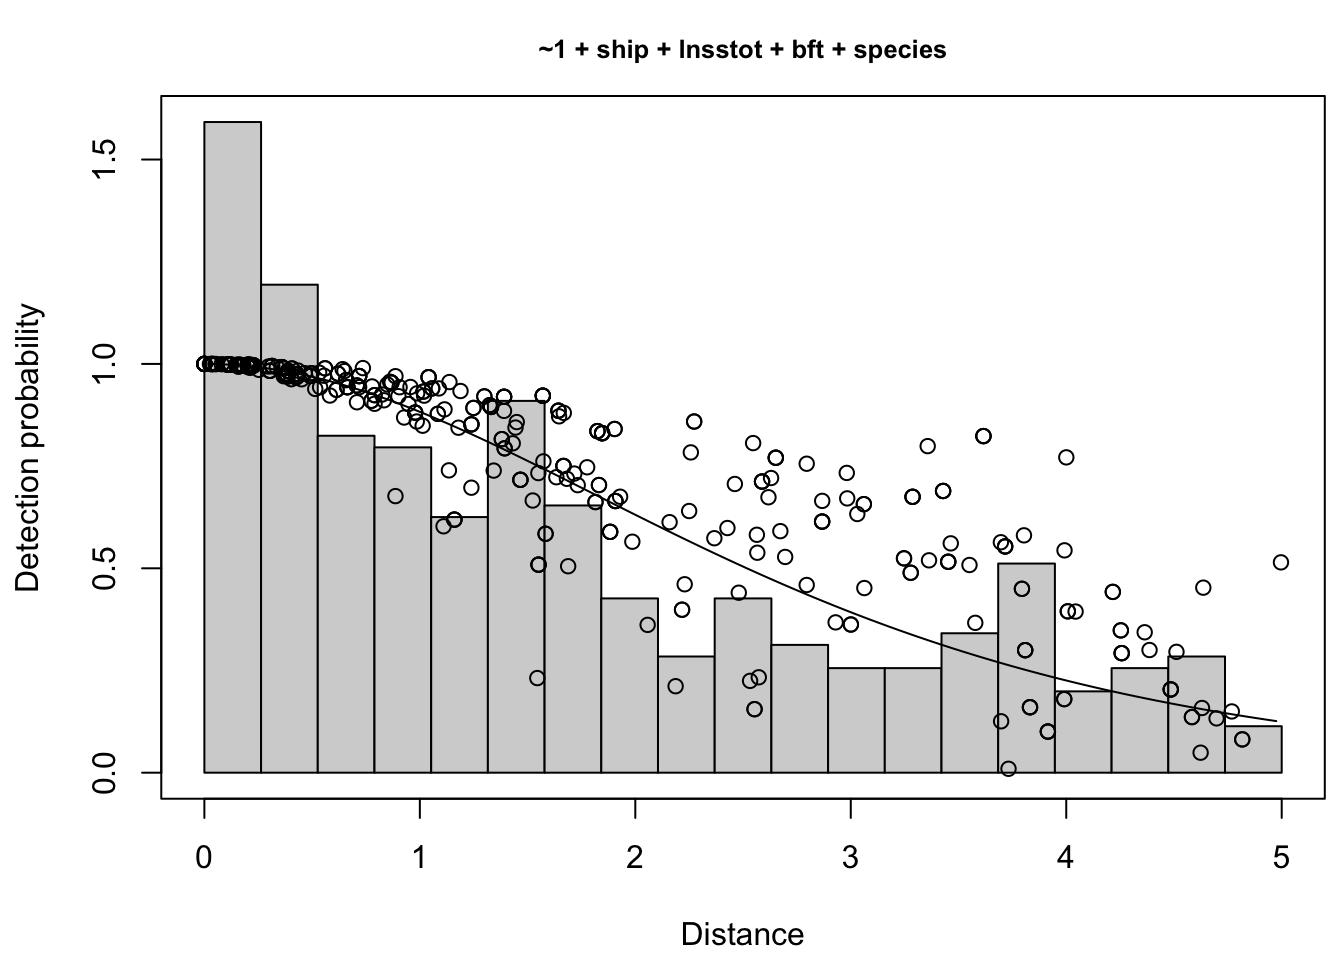 ~1 + ship + lnsstot + bft + species
Detection probability
1.5
1.0
0.5
0.0
0 1 2 3 4 5
Distance